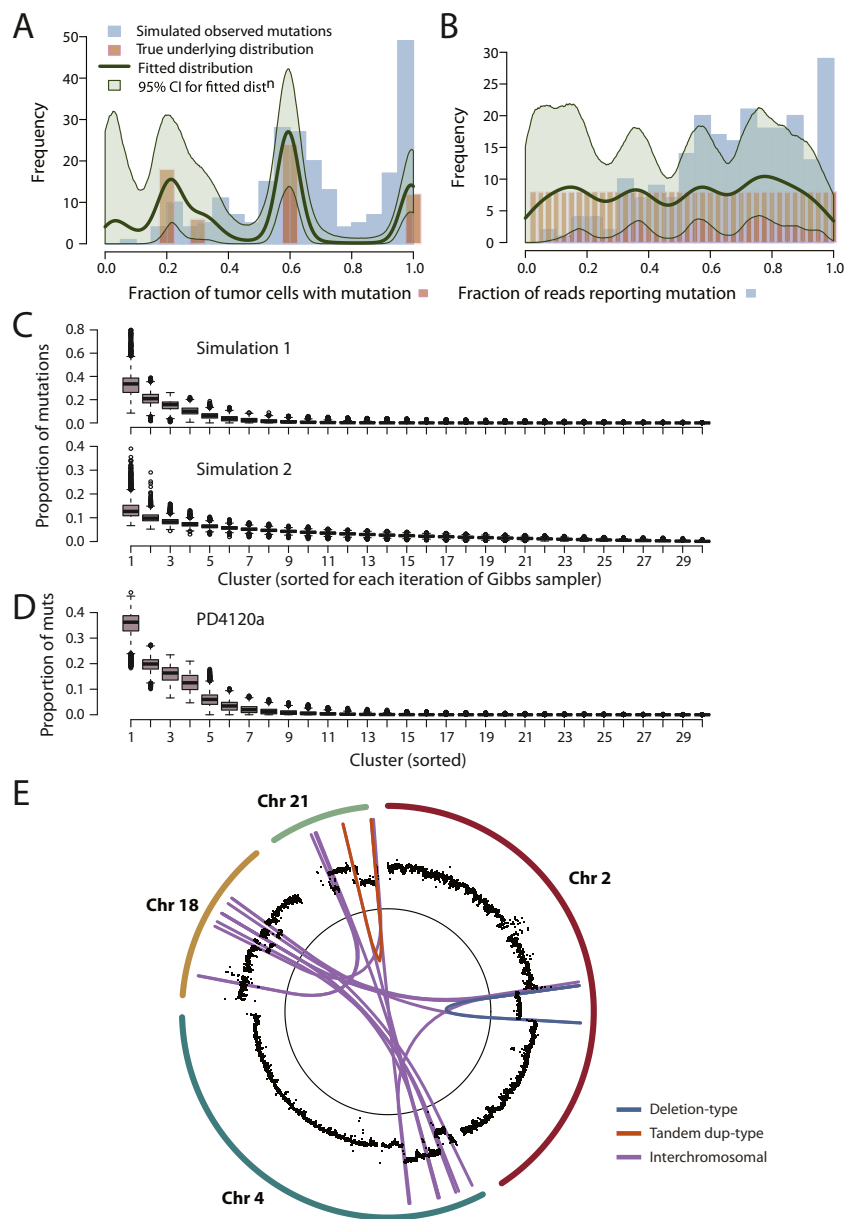 A
Simulated observed mutations
True underlying distribution
Fitted distribution
95% CI for fitted distⁿ
Frequency
50
40
30
20
10
0
0.0 0.2 0.4 0.6 0.8 1.0
Fraction of tumor cells with mutation
B
Frequency
30
25
20
15
10
5
0
0.0 0.2 0.4 0.6 0.8 1.0
Fraction of reads reporting mutation
C
Proportion of mutations
Simulation 1
0.8
0.6
0.4
0.2
0.0
Simulation 2
0.4
0.3
0.2
0.1
0.0
1 3 5 7 9 11 13 15 17 19 21 23 25 27 29
Cluster (sorted for each iteration of Gibbs sampler)
D
Proportion of muts
PD4120a
0.4
0.3
0.2
0.1
0.0
1 3 5 7 9 11 13 15 17 19 21 23 25 27 29
Cluster (sorted)
E
Chr 21
Chr 2
Chr 18
Chr 4
Deletion-type
Tandem dup-type
Interchromosomal